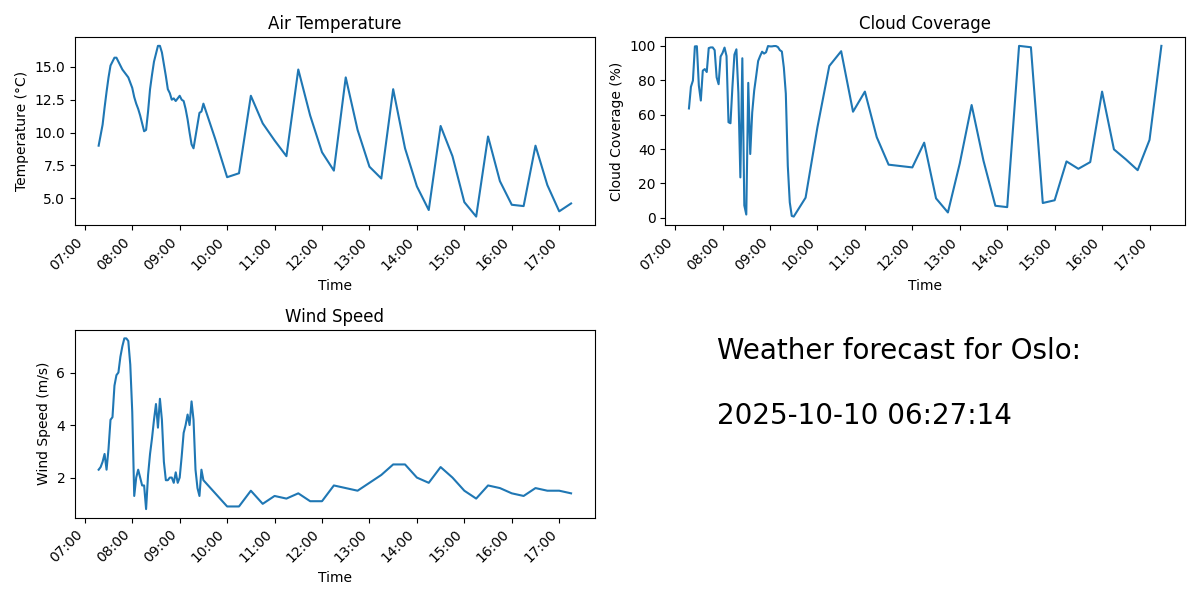 Air Temperature
Temperature (°C)
15.0
12.5
10.0
7.5
5.0
07:00 08:00 09:00 10:00 11:00 12:00 13:00 14:00 15:00 16:00 17:00
Time
Cloud Coverage
Cloud Coverage (%)
100
80
60
40
20
0
07:00 08:00 09:00 10:00 11:00 12:00 13:00 14:00 15:00 16:00 17:00
Time
Wind Speed
Wind Speed (m/s)
6
4
2
07:00 08:00 09:00 10:00 11:00 12:00 13:00 14:00 15:00 16:00 17:00
Time
Weather forecast for Oslo:
2025-10-10 06:27:14